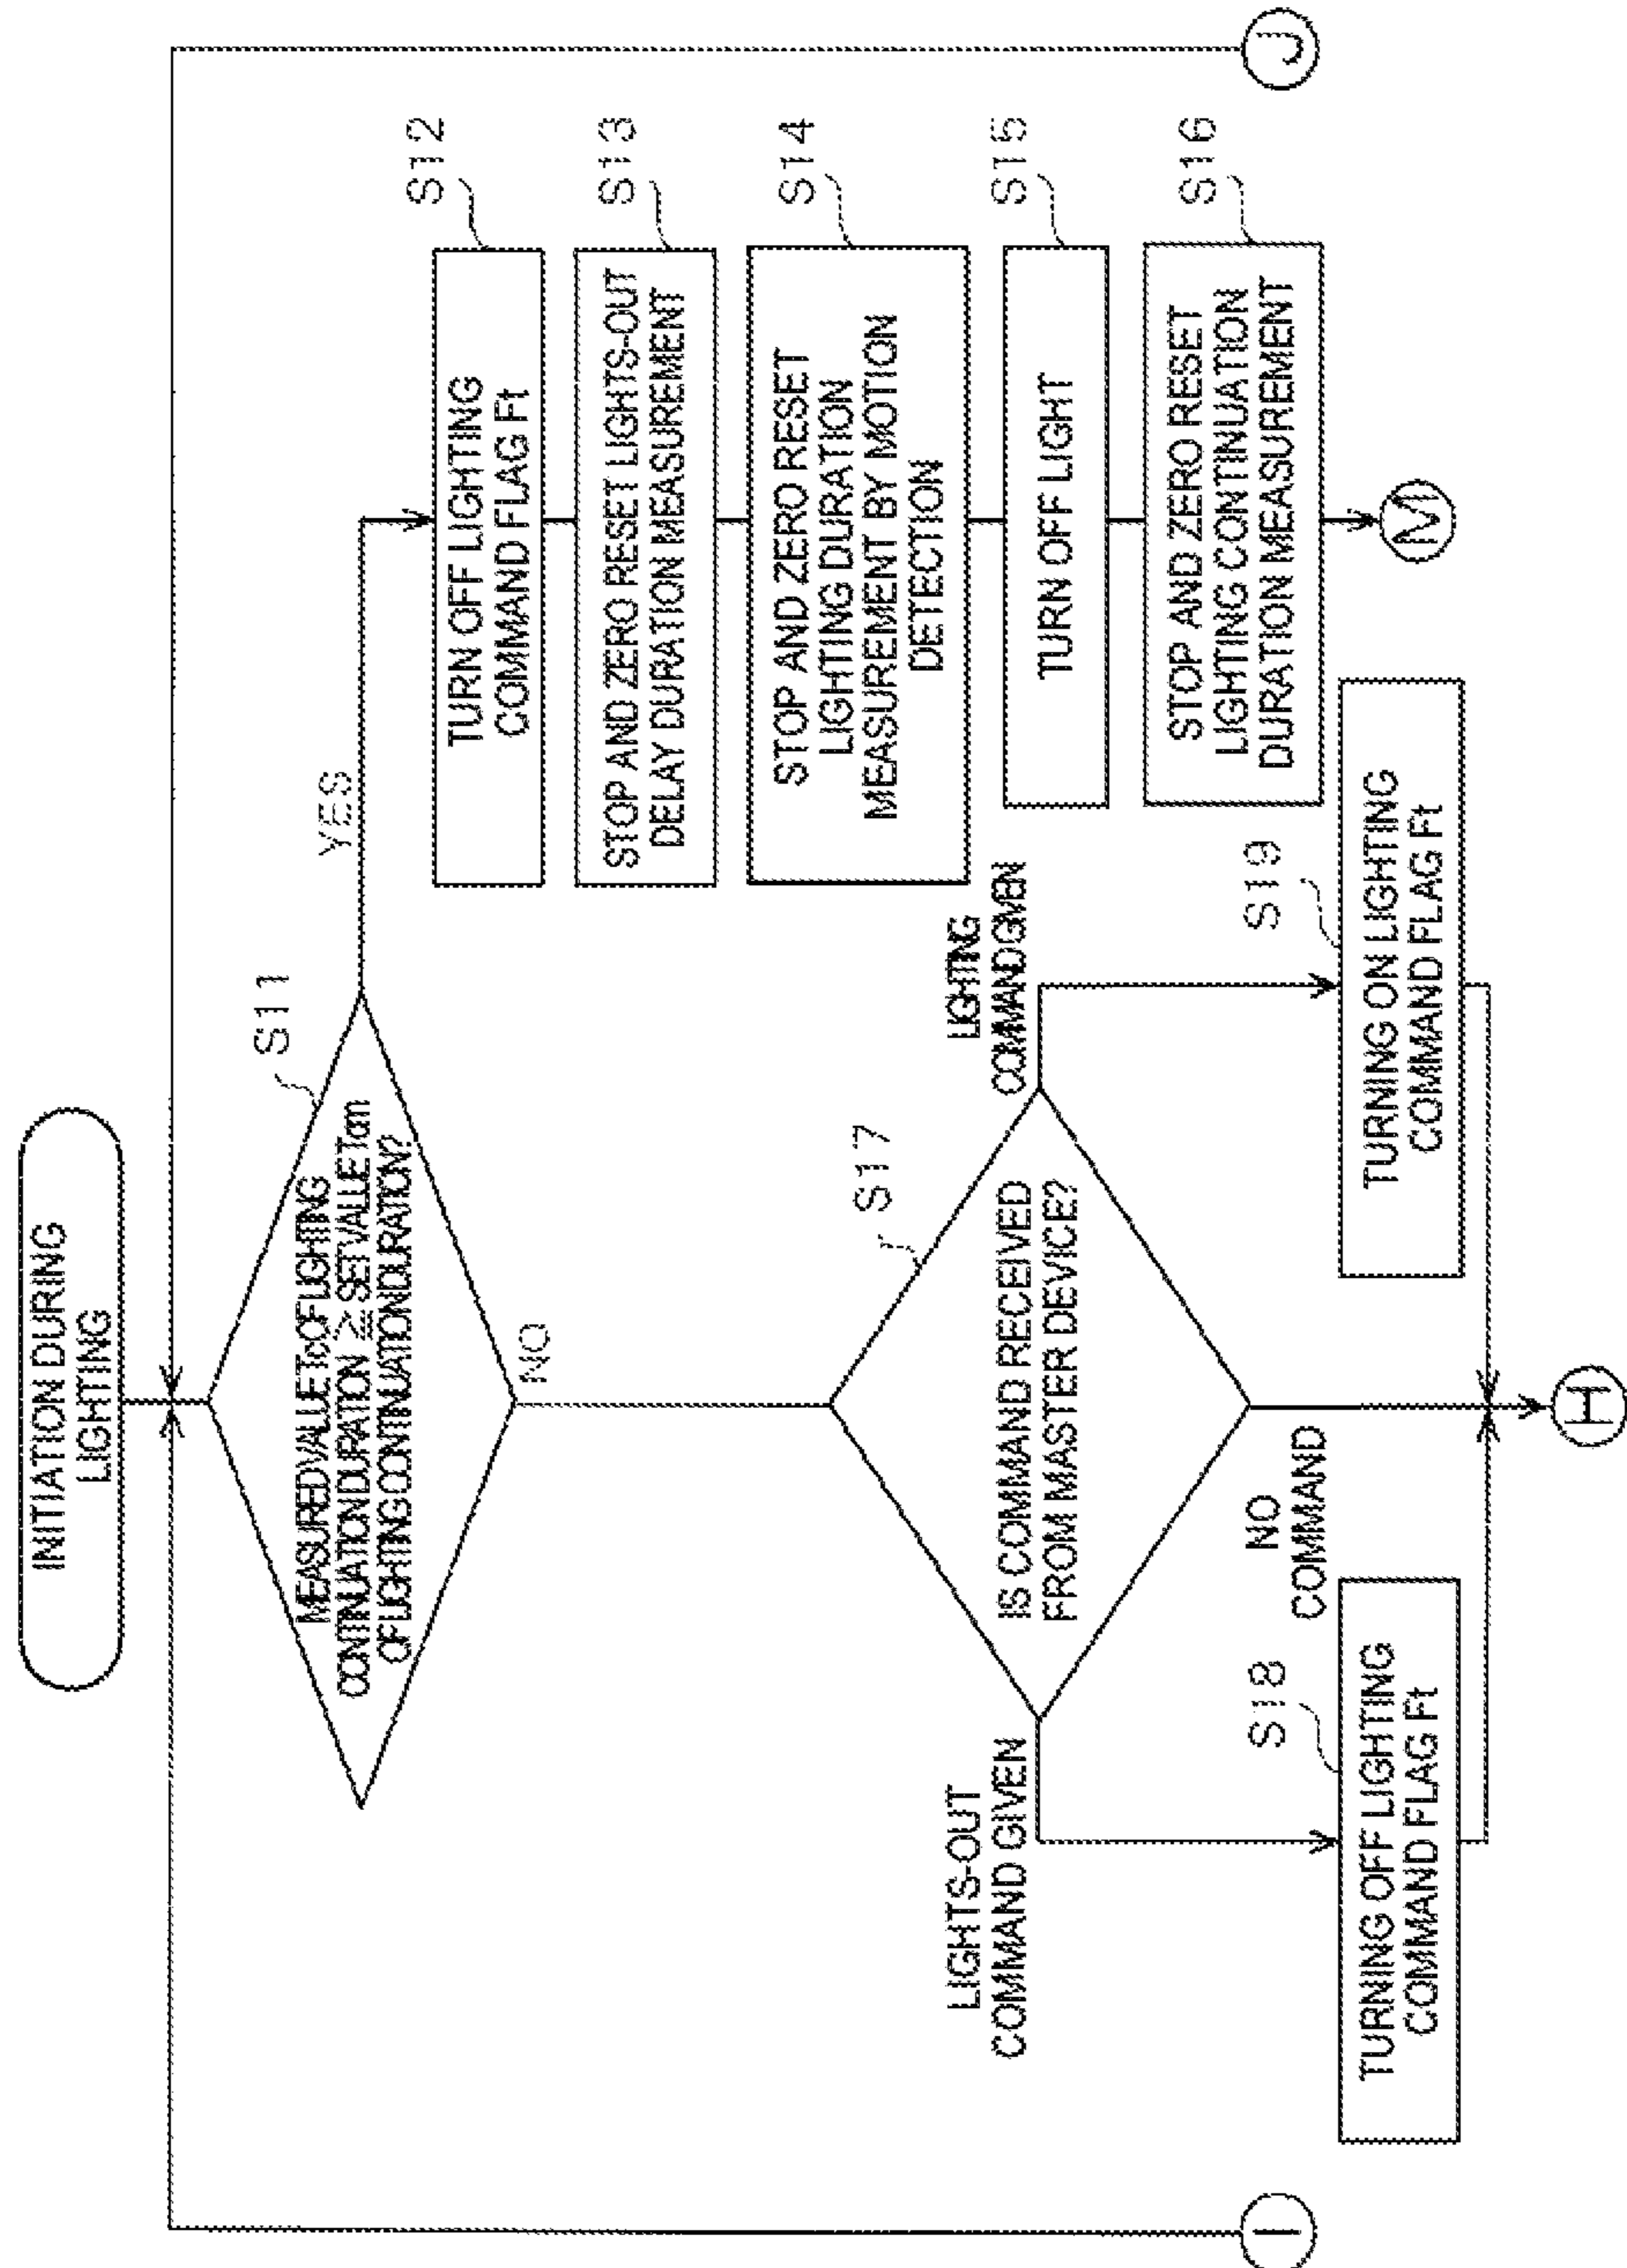 INITIATION DURING
LIGHTING
MEASURED VALUE Tc OF LIGHTING
CONTINUATION DURATION ≧ SET VALUE Tam
OF LIGHTING CONTINUATION DURATION?
S11
YES
NO
TURN OFF LIGHTING
COMMAND FLAG Ft
S12
STOP AND ZERO RESET LIGHTS-OUT
DELAY DURATION MEASUREMENT
S13
STOP AND ZERO RESET
LIGHTING DURATION
MEASUREMENT BY MOTION
DETECTION
S14
TURN OFF LIGHT
S15
STOP AND ZERO RESET
LIGHTING CONTINUATION
DURATION MEASUREMENT
S16
M
IS COMMAND RECEIVED
FROM MASTER DEVICE?
S17
LIGHTS-OUT
COMMAND GIVEN
NO
COMMAND
LIGHTING
COMMAND GIVEN
TURNING OFF LIGHTING
COMMAND FLAG Ft
S18
TURNING ON LIGHTING
COMMAND FLAG Ft
S19
I
H
J